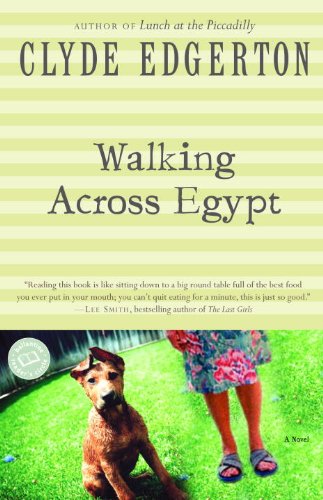 AUTHOR OF Lunch at the Piccadilly
CLYDE EDGERTON
Walking
Across Egypt
"Reading this book is like sitting down to a big round table full of the best food
you ever put in your mouth; you can't quit eating for a minute, this is just so good."
—LEE SMITH, bestselling author of The Last Girls
A Novel